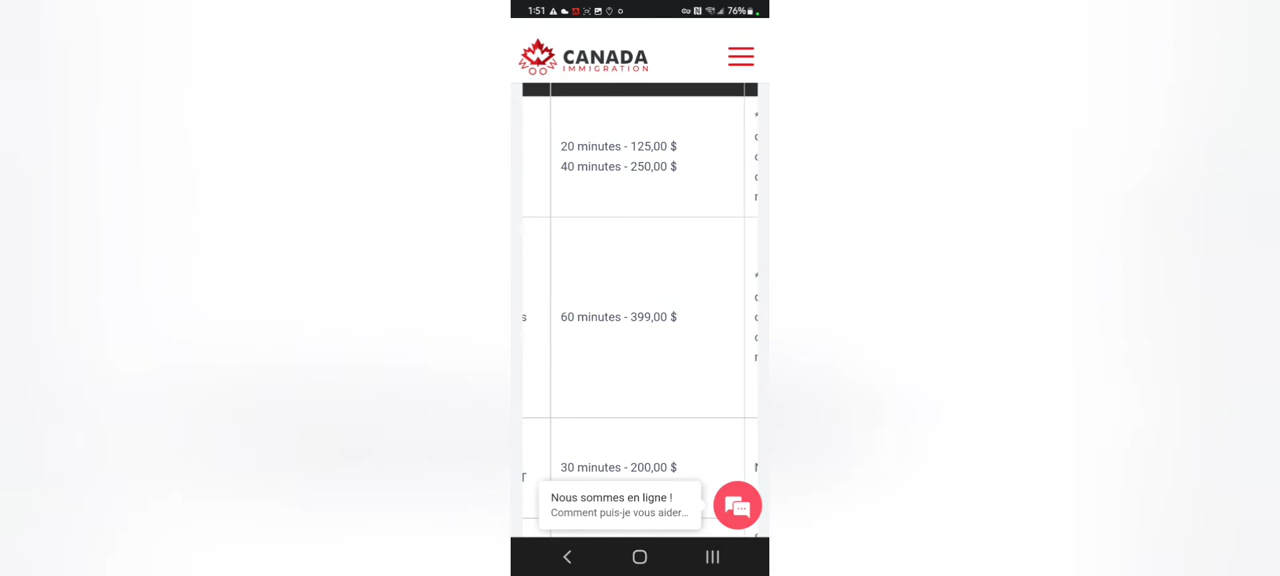 1:51
76%
CANADA
IMMIGRATION
20 minutes - 125,00 $
40 minutes - 250,00 $
60 minutes - 399,00 $
30 minutes - 200,00 $
Nous sommes en ligne !
Comment puis-je vous aider...